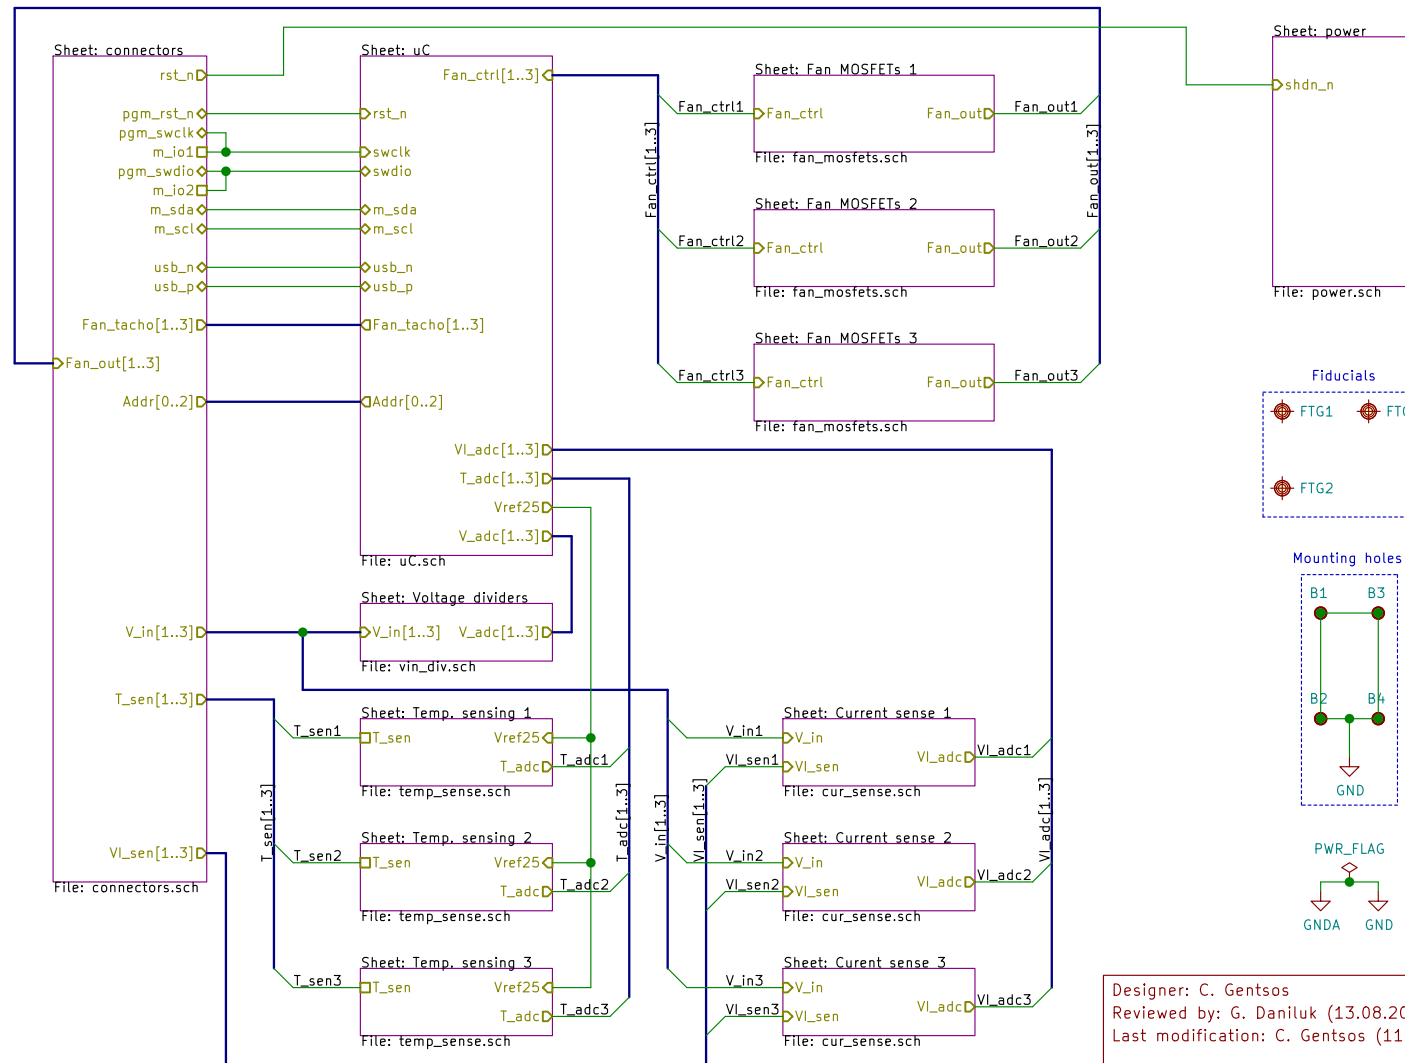 Sheet: connectors
rst_n
pgm_rst_n
pgm_swclk
m_io1
pgm_swdio
m_io2
m_sda
m_scl
usb_n
usb_p
Fan_tacho[1..3]
Fan_out[1..3]
Addr[0..2]
V_in[1..3]
T_sen[1..3]
VI_sen[1..3]
File: connectors.sch
Sheet: uC
Fan_ctrl[1..3]
rst_n
swclk
swdio
m_sda
m_scl
usb_n
usb_p
Fan_tacho[1..3]
Addr[0..2]
VI_adc[1..3]
T_adc[1..3]
Vref25
V_adc[1..3]
File: uC.sch
Sheet: Voltage dividers
V_in[1..3]
V_adc[1..3]
File: vin_div.sch
T_sen[1..3]
T_sen1
Sheet: Temp. sensing 1
T_sen
Vref25
T_adc
T_adc1
File: temp_sense.sch
T_sen2
Sheet: Temp. sensing 2
T_sen
Vref25
T_adc
T_adc2
File: temp_sense.sch
T_sen3
Sheet: Temp. sensing 3
T_sen
Vref25
T_adc
T_adc3
File: temp_sense.sch
T_adc[1..3]
Fan_ctrl[1..3]
Fan_ctrl1
Sheet: Fan MOSFETs 1
Fan_ctrl
Fan_out
Fan_out1
File: fan_mosfets.sch
Fan_ctrl2
Sheet: Fan MOSFETs 2
Fan_ctrl
Fan_out
Fan_out2
File: fan_mosfets.sch
Fan_ctrl3
Sheet: Fan MOSFETs 3
Fan_ctrl
Fan_out
Fan_out3
File: fan_mosfets.sch
Fan_out[1..3]
V_in[1..3]
VI_sen[1..3]
V_in1
VI_sen1
Sheet: Current sense 1
V_in
VI_sen
VI_adc
VI_adc1
File: cur_sense.sch
V_in2
VI_sen2
Sheet: Current sense 2
V_in
VI_sen
VI_adc
VI_adc2
File: cur_sense.sch
V_in3
VI_sen3
Sheet: Curent sense 3
V_in
VI_sen
VI_adc
VI_adc3
File: cur_sense.sch
VI_adc[1..3]
Sheet: power
shdn_n
File: power.sch
Fiducials
FTG1
FTG2
Mounting holes
B1
B3
B2
B4
GND
PWR_FLAG
GNDA
GND
Designer: C. Gentsos
Reviewed by: G. Daniluk (13.08.20
Last modification: C. Gentsos (11